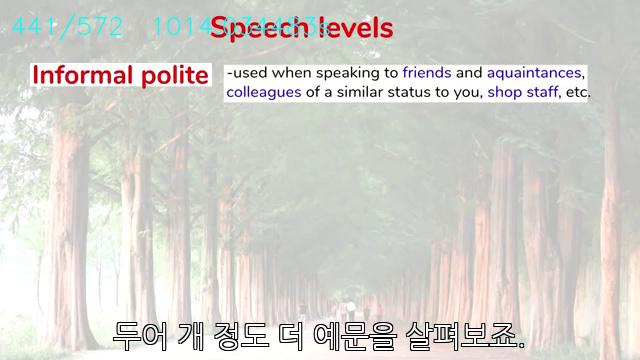 441/572 1014.034483s
Speech levels
Informal polite
-used when speaking to friends and aquaintances,
colleagues of a similar status to you, shop staff, etc.
두어 개 정도 더 예문을 살펴보죠.